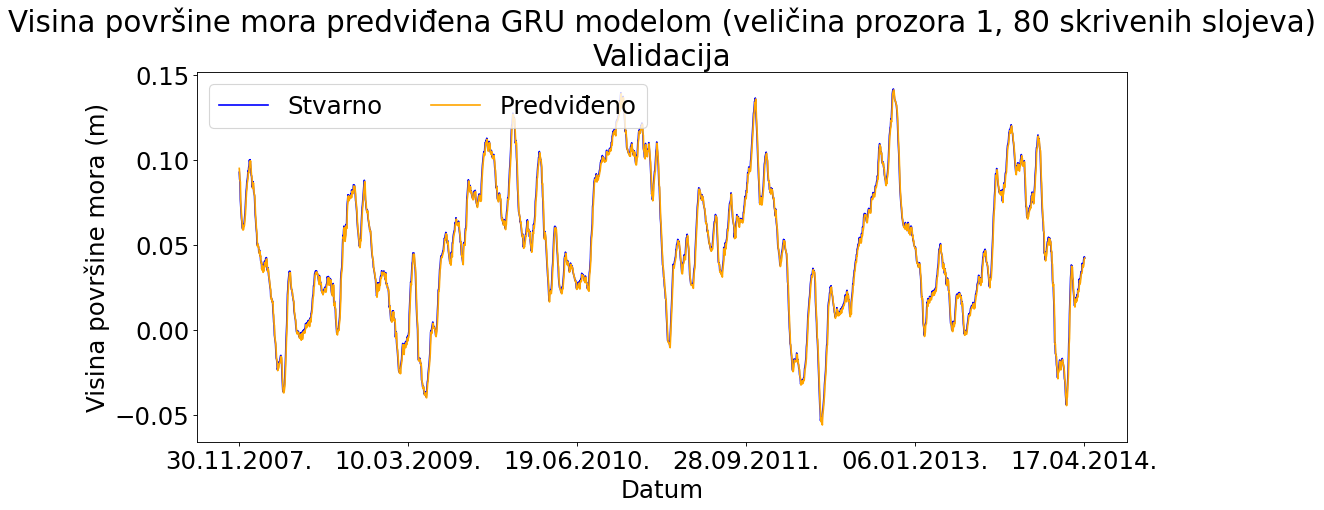 Visina površine mora predviđena GRU modelom (veličina prozora 1, 80 skrivenih slojeva)
Validacija
Stvarno Predviđeno
Visina površine mora (m)
0.15
0.10
0.05
0.00
−0.05
30.11.2007. 10.03.2009. 19.06.2010. 28.09.2011. 06.01.2013. 17.04.2014.
Datum